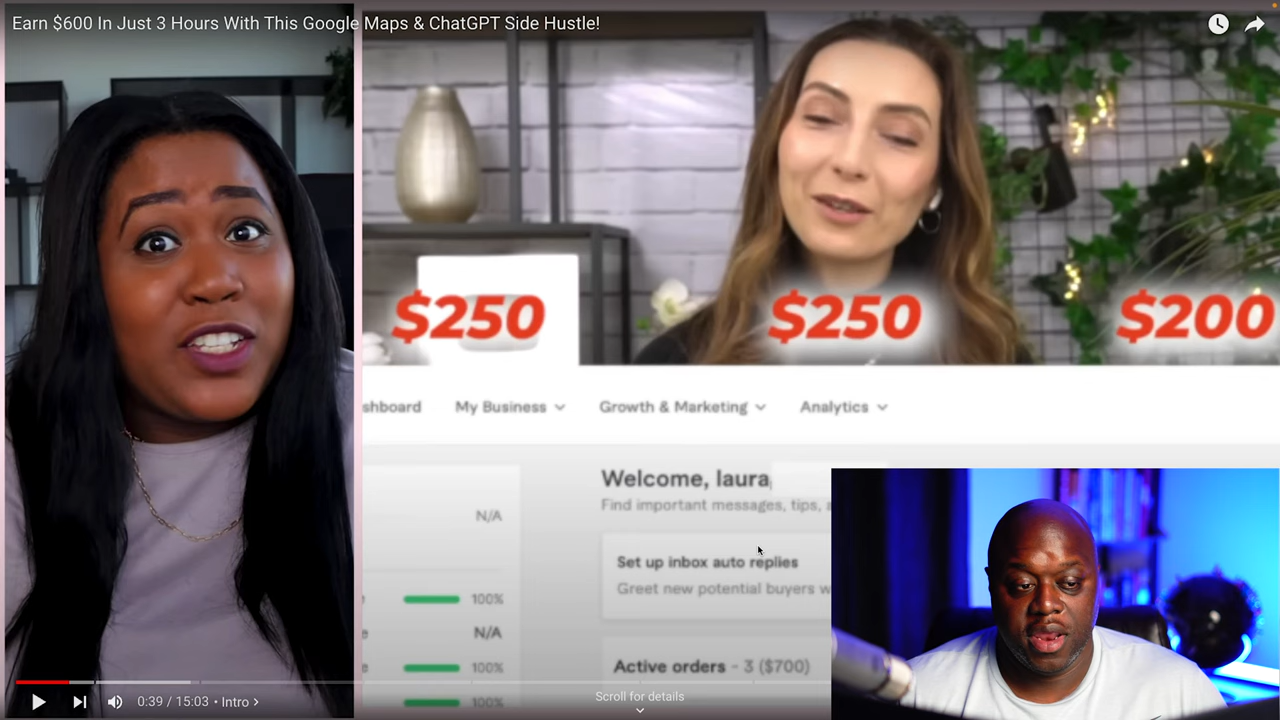 Earn $600 In Just 3 Hours With This Google Maps & ChatGPT Side Hustle!
$250 $250 $200
shboard My Business Growth & Marketing Analytics
Welcome, laura
Find important messages, tips,
N/A
Set up inbox auto replies
Greet new potential buyers w
100%
N/A
Active orders - 3 ($700)
100%
100%
Scroll for details
0:39 / 15:03 • Intro